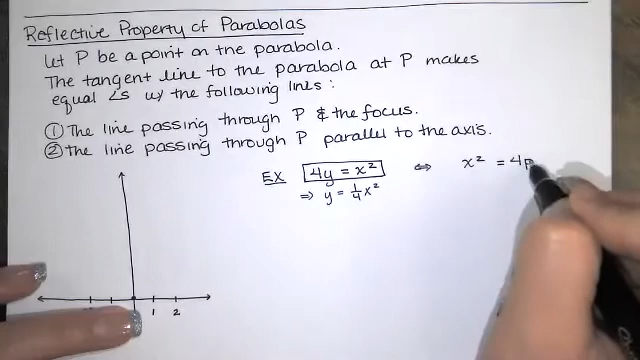 Reflective Property of Parabolas
Let P be a point on the parabola.
The tangent line to the parabola at P makes
equal ∠s w/ the following lines:
① The line passing through P & the focus.
② The line passing through P parallel to the axis.
EX 4y = x² ⇔ x² = 4p
⇒ y = 1/4 x²
1 2